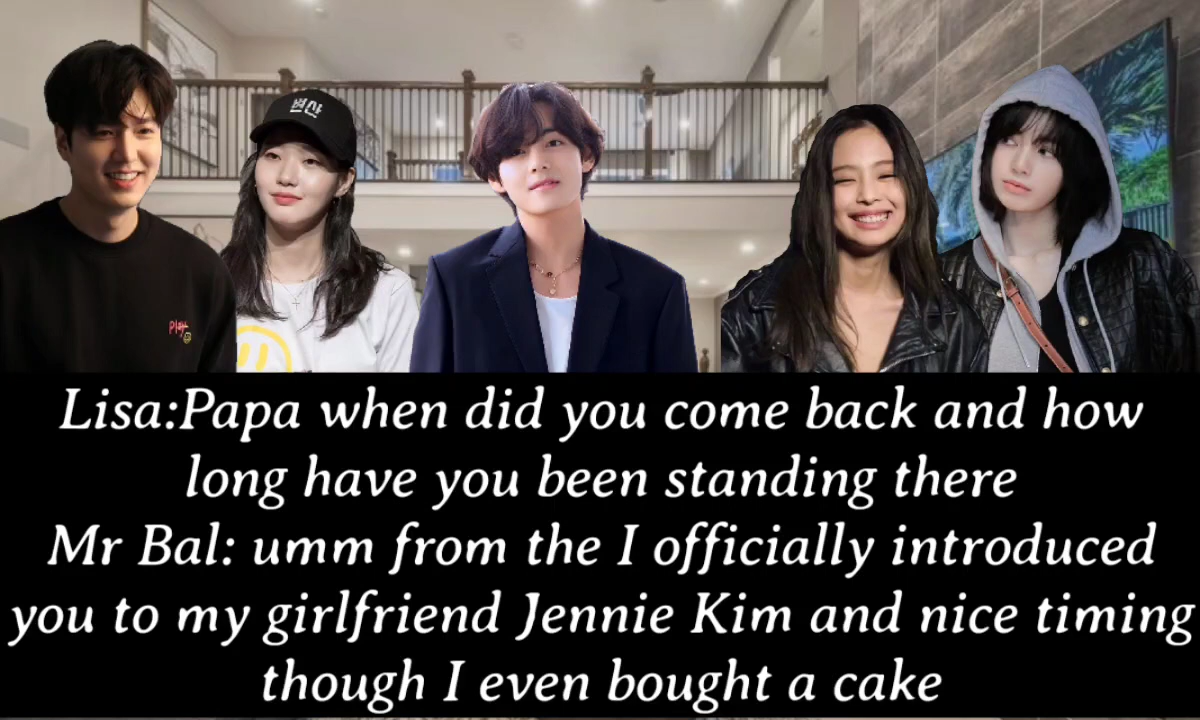 변산
Play
Lisa:Papa when did you come back and how
long have you been standing there
Mr Bal: umm from the I officially introduced
you to my girlfriend Jennie Kim and nice timing
though I even bought a cake